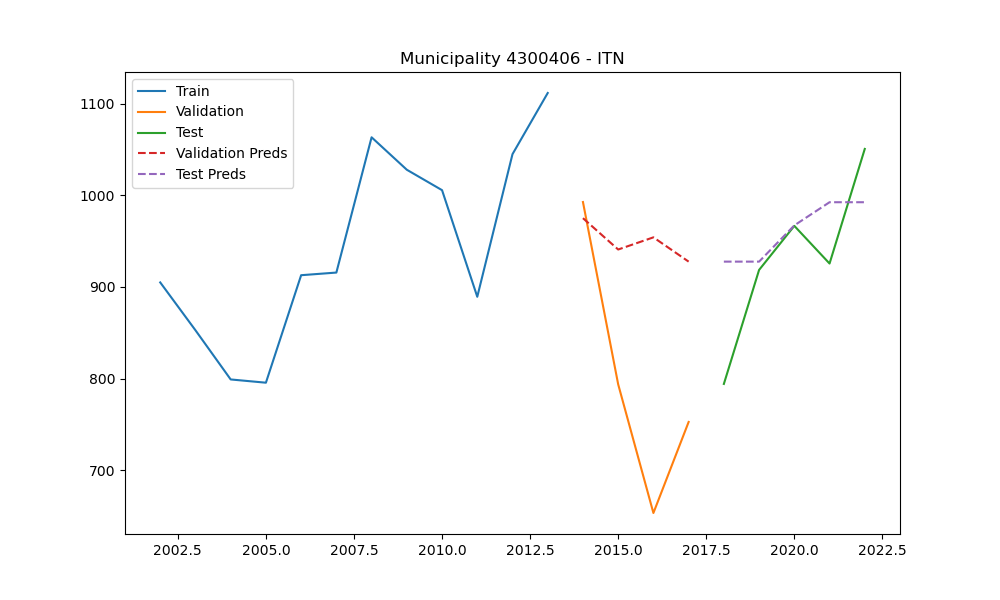 Municipality 4300406 - ITN
Train
Validation
Test
Validation Preds
Test Preds
1100
1000
900
800
700
2002.5 2005.0 2007.5 2010.0 2012.5 2015.0 2017.5 2020.0 2022.5